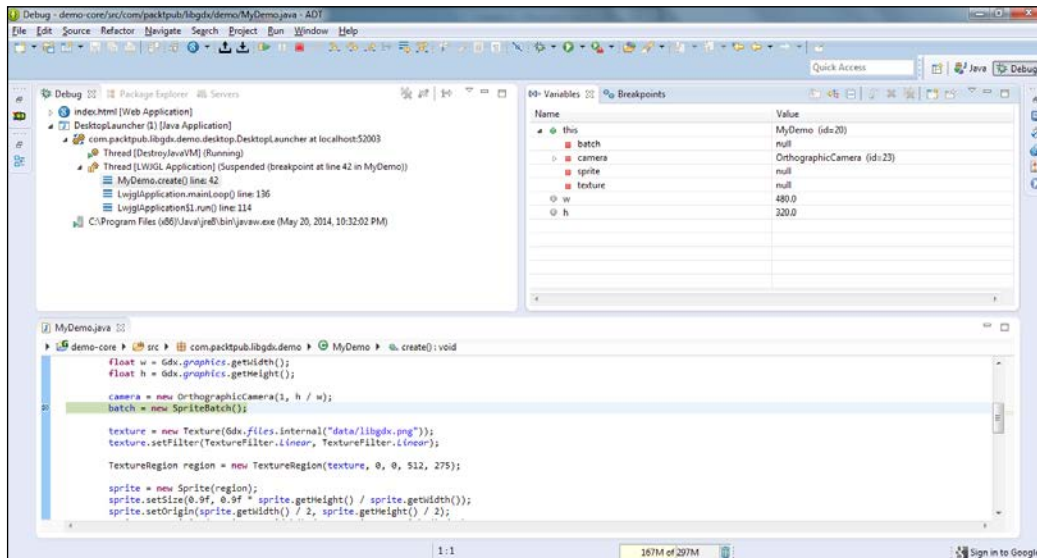 Debug - demo-core/src/com/packtpub/libgdx/demo/MyDemo.java - ADT
File Edit Source Refactor Navigate Search Project Run Window Help
Quick Access
Java
Debug
Debug
Package Explorer
Servers
index.html [Web Application]
DesktopLauncher (1) [Java Application]
com.packtpub.libgdx.demo.desktop.DesktopLauncher at localhost:52003
Thread [DestroyJavaVM] (Running)
Thread [LWJGL Application] (Suspended (breakpoint at line 42 in MyDemo))
MyDemo.create() line: 42
LwjglApplication.mainLoop() line: 136
LwjglApplication$1.run() line: 114
C:\Program Files (x86)\Java\jre8\bin\javaw.exe (May 20, 2014, 10:32:02 PM)
Variables
Breakpoints
Name Value
this MyDemo (id=20)
batch null
camera OrthographicCamera (id=23)
sprite null
texture null
w 480.0
h 320.0
MyDemo.java
demo-core src com.packtpub.libgdx.demo MyDemo create() : void
float w = Gdx.graphics.getWidth();
float h = Gdx.graphics.getHeight();
camera = new OrthographicCamera(1, h / w);
batch = new SpriteBatch();
texture = new Texture(Gdx.files.internal("data/libgdx.png"));
texture.setFilter(TextureFilter.Linear, TextureFilter.Linear);
TextureRegion region = new TextureRegion(texture, 0, 0, 512, 275);
sprite = new Sprite(region);
sprite.setSize(0.9f, 0.9f * sprite.getHeight() / sprite.getWidth());
sprite.setOrigin(sprite.getWidth() / 2, sprite.getHeight() / 2);
1:1
167M of 297M
Sign in to Google